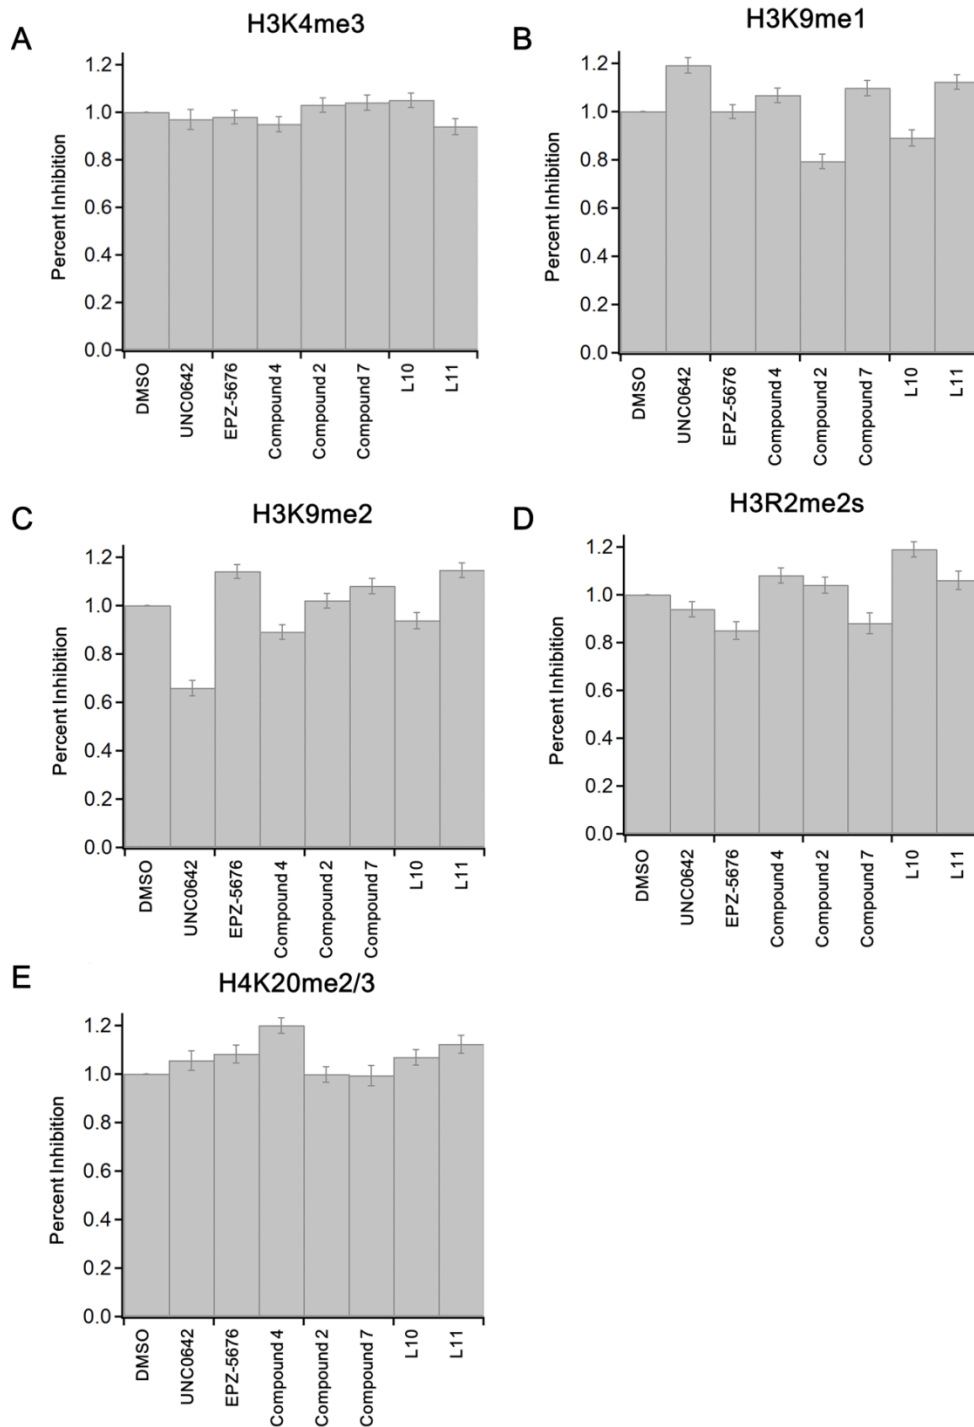 A
H3K4me3
Percent Inhibition
1.2
1.0
0.8
0.6
0.4
0.2
0.0
DMSO
UNC0642
EPZ-5676
Compound 4
Compound 2
Compound 7
L10
L11
B
H3K9me1
Percent Inhibition
1.2
1.0
0.8
0.6
0.4
0.2
0.0
DMSO
UNC0642
EPZ-5676
Compound 4
Compound 2
Compound 7
L10
L11
C
H3K9me2
Percent Inhibition
1.2
1.0
0.8
0.6
0.4
0.2
0.0
DMSO
UNC0642
EPZ-5676
Compound 4
Compound 2
Compound 7
L10
L11
D
H3R2me2s
Percent Inhibition
1.2
1.0
0.8
0.6
0.4
0.2
0.0
DMSO
UNC0642
EPZ-5676
Compound 4
Compound 2
Compound 7
L10
L11
E
H4K20me2/3
Percent Inhibition
1.2
1.0
0.8
0.6
0.4
0.2
0.0
DMSO
UNC0642
EPZ-5676
Compound 4
Compound 2
Compound 7
L10
L11